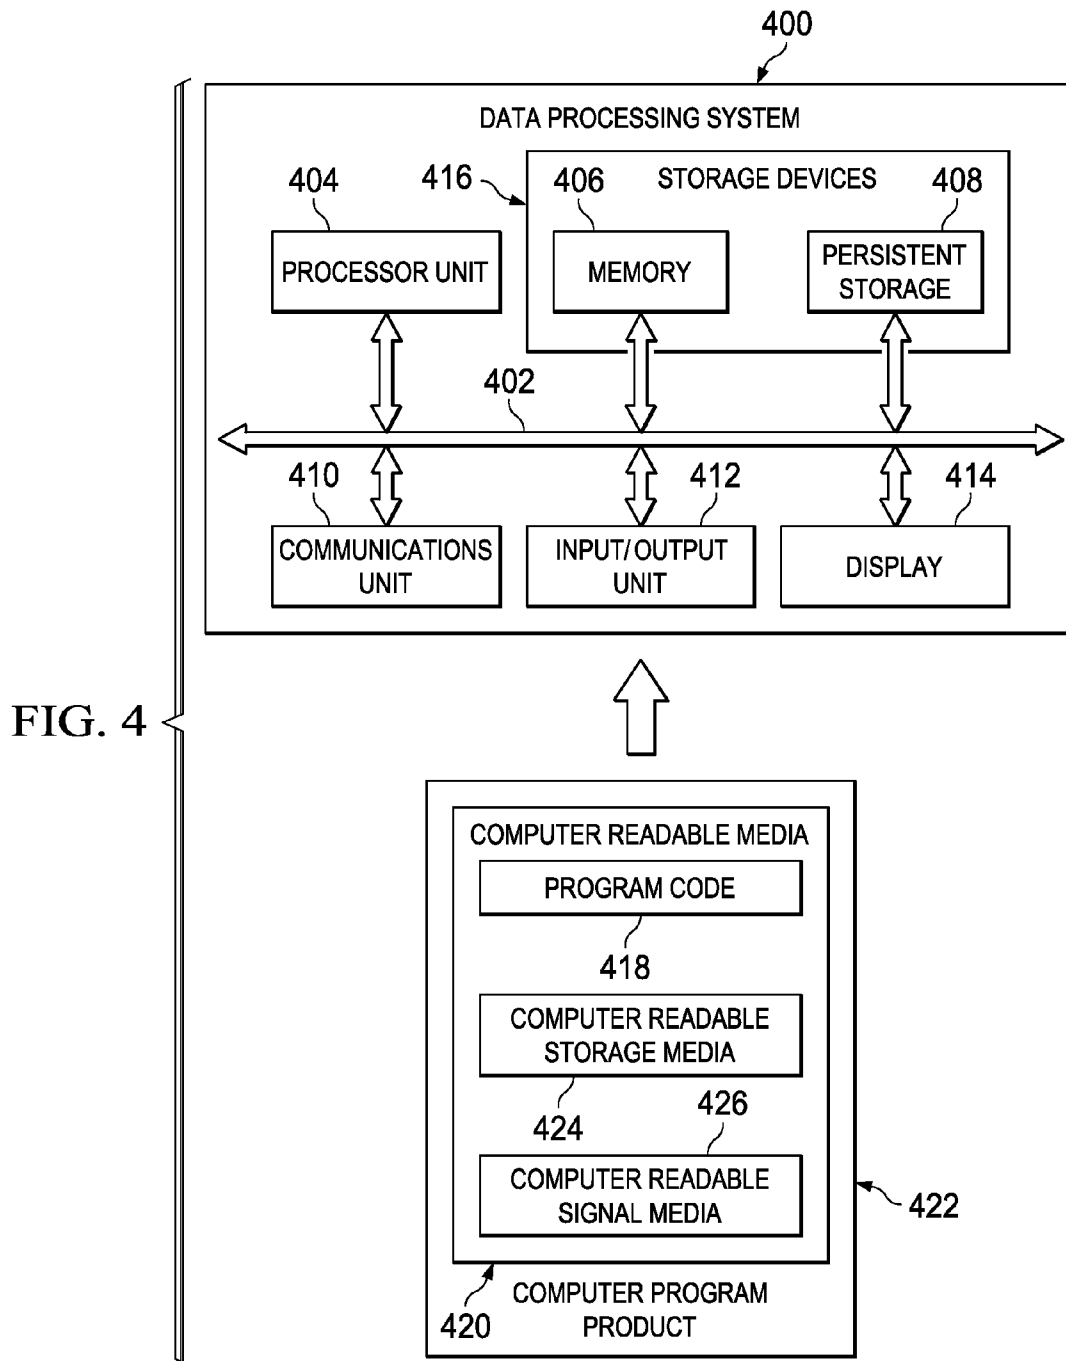 400
DATA PROCESSING SYSTEM
404
416
406
STORAGE DEVICES
408
PROCESSOR UNIT
MEMORY
PERSISTENT
STORAGE
402
410
412
414
COMMUNICATIONS
UNIT
INPUT/OUTPUT
UNIT
DISPLAY
FIG. 4
COMPUTER READABLE MEDIA
PROGRAM CODE
418
COMPUTER READABLE
STORAGE MEDIA
424
426
COMPUTER READABLE
SIGNAL MEDIA
422
420
COMPUTER PROGRAM
PRODUCT